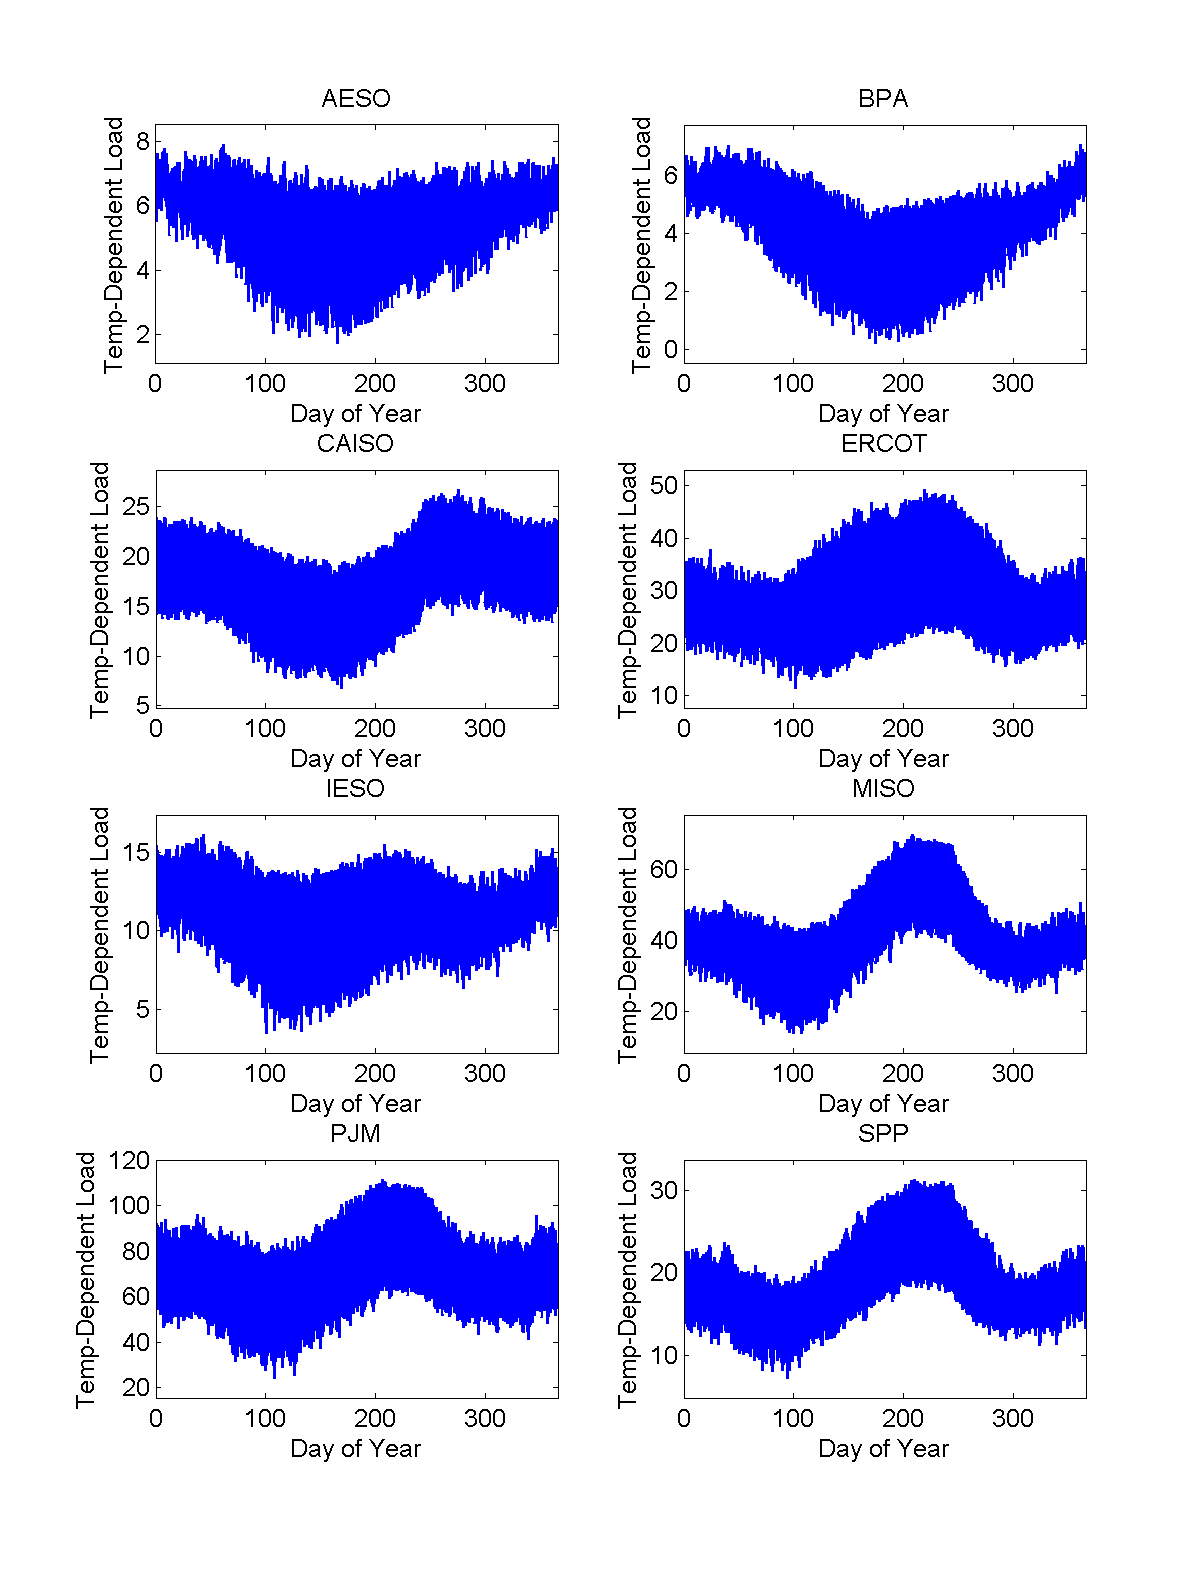 AESO
Temp-Dependent Load
8
6
4
2
0 100 200 300
Day of Year
BPA
Temp-Dependent Load
6
4
2
0
0 100 200 300
Day of Year
CAISO
Temp-Dependent Load
25
20
15
10
5
0 100 200 300
Day of Year
ERCOT
Temp-Dependent Load
50
40
30
20
10
0 100 200 300
Day of Year
IESO
Temp-Dependent Load
15
10
5
0 100 200 300
Day of Year
MISO
Temp-Dependent Load
60
40
20
0 100 200 300
Day of Year
PJM
Temp-Dependent Load
120
100
80
60
40
20
0 100 200 300
Day of Year
SPP
Temp-Dependent Load
30
20
10
0 100 200 300
Day of Year